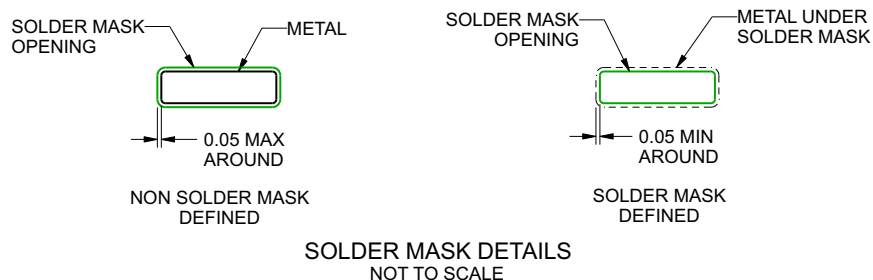 SOLDER MASK
OPENING
METAL
0.05 MAX
AROUND
NON SOLDER MASK
DEFINED
SOLDER MASK
OPENING
METAL UNDER
SOLDER MASK
0.05 MIN
AROUND
SOLDER MASK
DEFINED
SOLDER MASK DETAILS
NOT TO SCALE